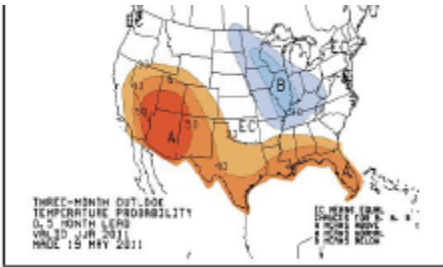 E
B
EC
A
A
THREE-MONTH OUTLOOK
TEMPERATURE PROBABILITY
0.5 MONTH LEAD
VALID JJA 2011
MADE 19 MAY 2011
EC MEANS EQUAL
CHANCES FOR A, N, B
A MEANS ABOVE
N MEANS NORMAL
B MEANS BELOW